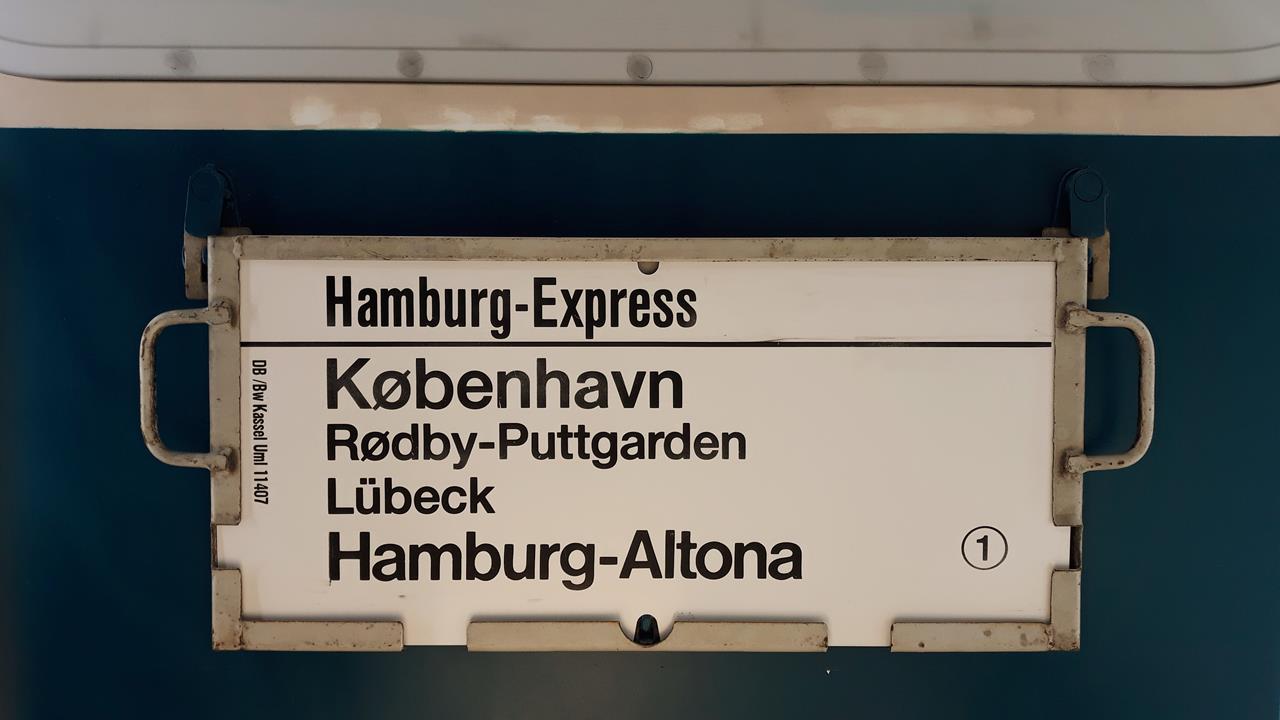 Hamburg-Express
København
Rødby-Puttgarden
Lübeck
Hamburg-Altona
1
DB /Bw Kassel Uml 11407